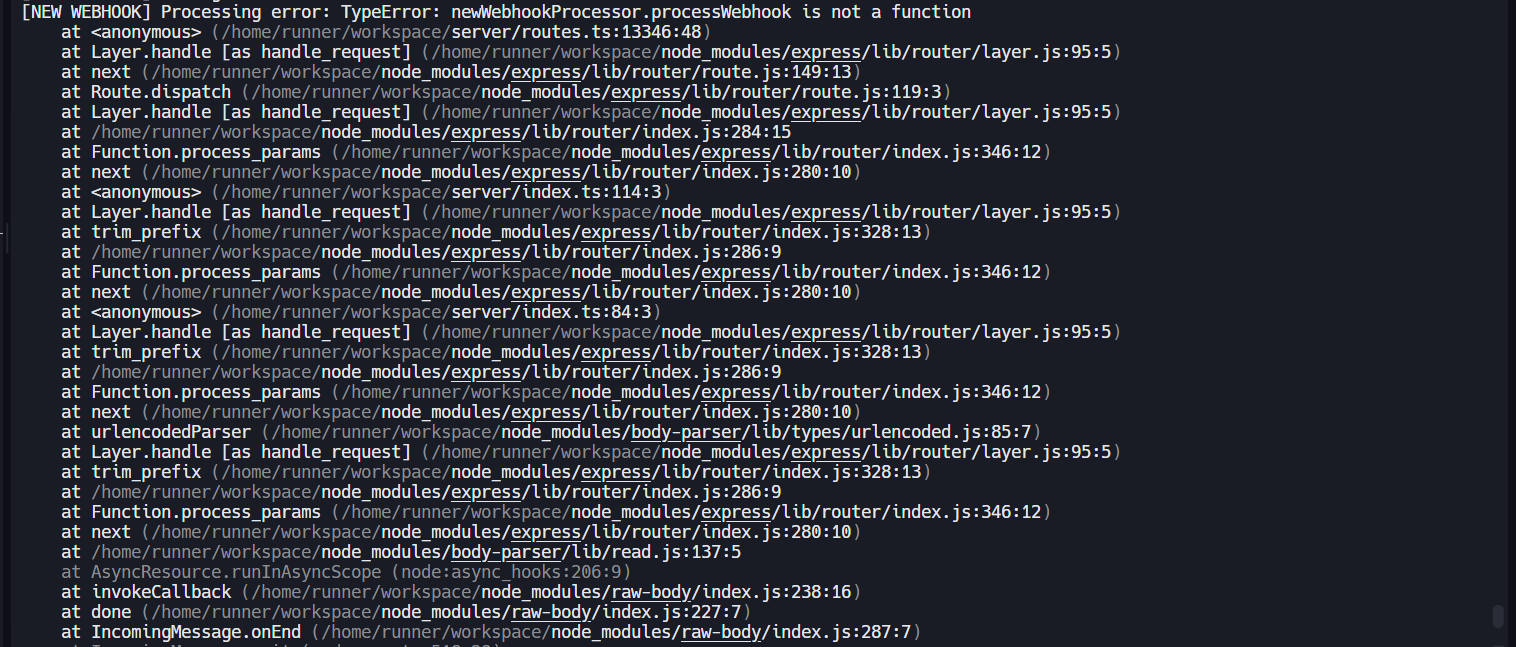 [NEW WEBHOOK] Processing error: TypeError: newWebhookProcessor.processWebhook is not a function
at <anonymous> (/home/runner/workspace/server/routes.ts:13346:48)
at Layer.handle [as handle_request] (/home/runner/workspace/node_modules/express/lib/router/layer.js:95:5)
at next (/home/runner/workspace/node_modules/express/lib/router/route.js:149:13)
at Route.dispatch (/home/runner/workspace/node_modules/express/lib/router/route.js:119:3)
at Layer.handle [as handle_request] (/home/runner/workspace/node_modules/express/lib/router/layer.js:95:5)
at /home/runner/workspace/node_modules/express/lib/router/index.js:284:15
at Function.process_params (/home/runner/workspace/node_modules/express/lib/router/index.js:346:12)
at next (/home/runner/workspace/node_modules/express/lib/router/index.js:280:10)
at <anonymous> (/home/runner/workspace/server/index.ts:114:3)
at Layer.handle [as handle_request] (/home/runner/workspace/node_modules/express/lib/router/layer.js:95:5)
at trim_prefix (/home/runner/workspace/node_modules/express/lib/router/index.js:328:13)
at /home/runner/workspace/node_modules/express/lib/router/index.js:286:9
at Function.process_params (/home/runner/workspace/node_modules/express/lib/router/index.js:346:12)
at next (/home/runner/workspace/node_modules/express/lib/router/index.js:280:10)
at <anonymous> (/home/runner/workspace/server/index.ts:84:3)
at Layer.handle [as handle_request] (/home/runner/workspace/node_modules/express/lib/router/layer.js:95:5)
at trim_prefix (/home/runner/workspace/node_modules/express/lib/router/index.js:328:13)
at /home/runner/workspace/node_modules/express/lib/router/index.js:286:9
at Function.process_params (/home/runner/workspace/node_modules/express/lib/router/index.js:346:12)
at next (/home/runner/workspace/node_modules/express/lib/router/index.js:280:10)
at urlencodedParser (/home/runner/workspace/node_modules/body-parser/lib/types/urlencoded.js:85:7)
at Layer.handle [as handle_request] (/home/runner/workspace/node_modules/express/lib/router/layer.js:95:5)
at trim_prefix (/home/runner/workspace/node_modules/express/lib/router/index.js:328:13)
at /home/runner/workspace/node_modules/express/lib/router/index.js:286:9
at Function.process_params (/home/runner/workspace/node_modules/express/lib/router/index.js:346:12)
at next (/home/runner/workspace/node_modules/express/lib/router/index.js:280:10)
at /home/runner/workspace/node_modules/body-parser/lib/read.js:137:5
at AsyncResource.runInAsyncScope (node:async_hooks:206:9)
at invokeCallback (/home/runner/workspace/node_modules/raw-body/index.js:238:16)
at done (/home/runner/workspace/node_modules/raw-body/index.js:227:7)
at IncomingMessage.onEnd (/home/runner/workspace/node_modules/raw-body/index.js:287:7)